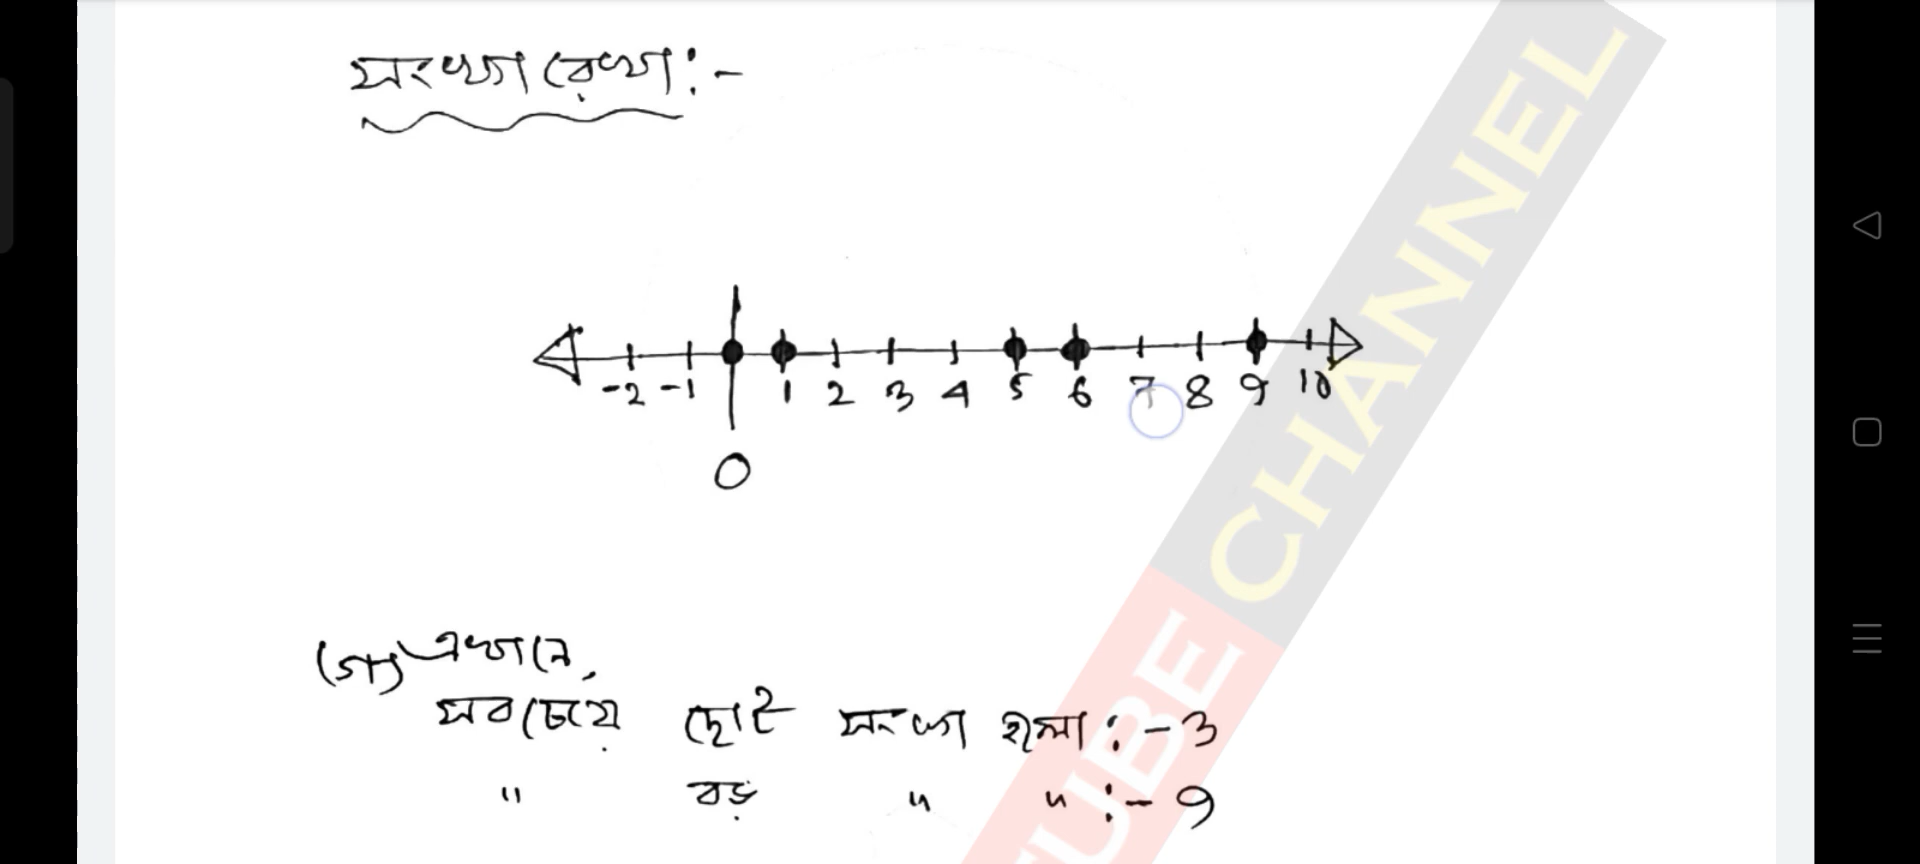 সংখ্যা রেখা :-
-2 -1 1 2 3 4 5 6 7 8 9 10
0
(গ) এখানে,
সবচেয়ে ছোট সংখ্যা হলো :- 3
" বড় " " :- 9
TUBE CHANNEL